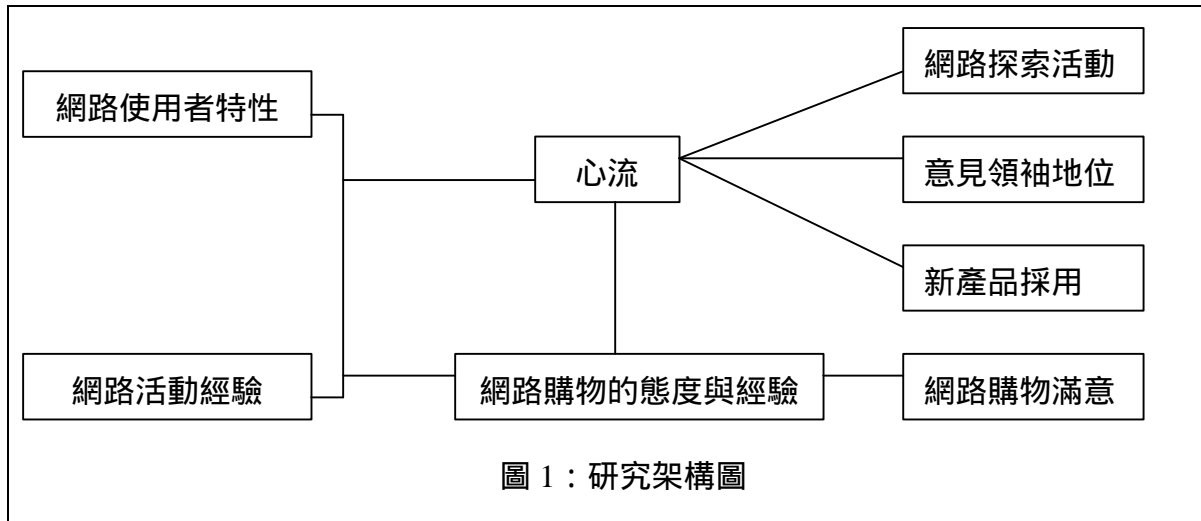 網路探索活動
網路使用者特性
心流
意見領袖地位
新產品採用
網路活動經驗
網路購物的態度與經驗
網路購物滿意
圖 1：研究架構圖